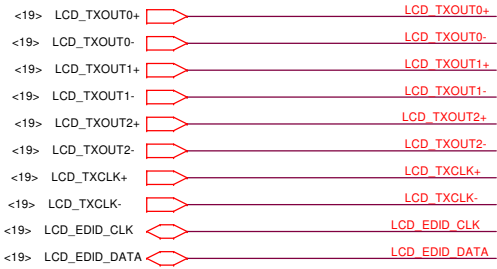 <19> LCD_TXOUT0+ LCD_TXOUT0+
<19> LCD_TXOUT0- LCD_TXOUT0-
<19> LCD_TXOUT1+ LCD_TXOUT1+
<19> LCD_TXOUT1- LCD_TXOUT1-
<19> LCD_TXOUT2+ LCD_TXOUT2+
<19> LCD_TXOUT2- LCD_TXOUT2-
<19> LCD_TXCLK+ LCD_TXCLK+
<19> LCD_TXCLK- LCD_TXCLK-
<19> LCD_EDID_CLK LCD_EDID_CLK
<19> LCD_EDID_DATA LCD_EDID_DATA